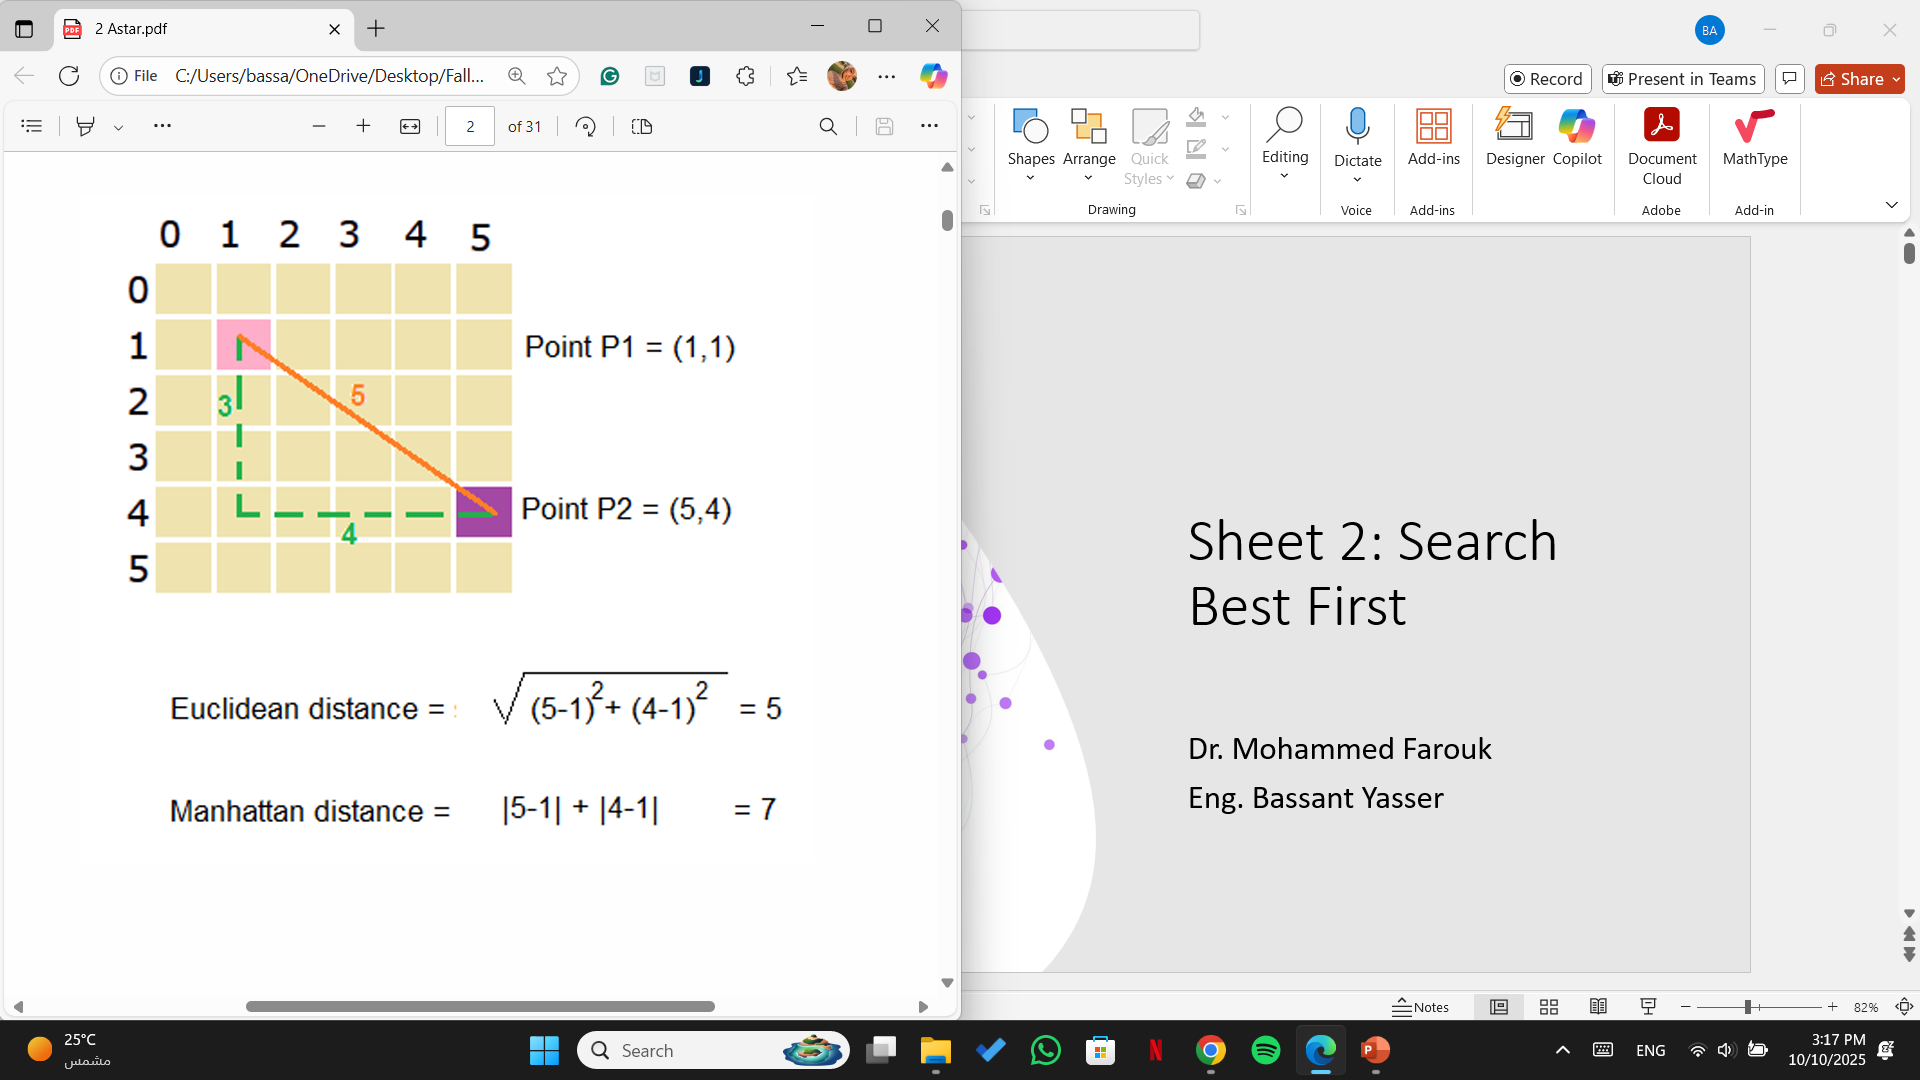 2 Astar.pdf
File C:/Users/bassa/OneDrive/Desktop/Fall...
2 of 31
0 1 2 3 4 5
0
1
2
3
4
5
3
5
4
Point P1 = (1,1)
Point P2 = (5,4)
Euclidean distance = √(5-1)²+ (4-1)² = 5
Manhattan distance = |5-1| + |4-1| = 7
BA
Record
Present in Teams
Share
Shapes
Arrange
Quick Styles
Drawing
Editing
Dictate
Voice
Add-ins
Add-ins
Designer
Copilot
Document Cloud
Adobe
MathType
Add-in
Sheet 2: Search
Best First
Dr. Mohammed Farouk
Eng. Bassant Yasser
Notes
82%
25°C
مشمس
Search
ENG
3:17 PM
10/10/2025